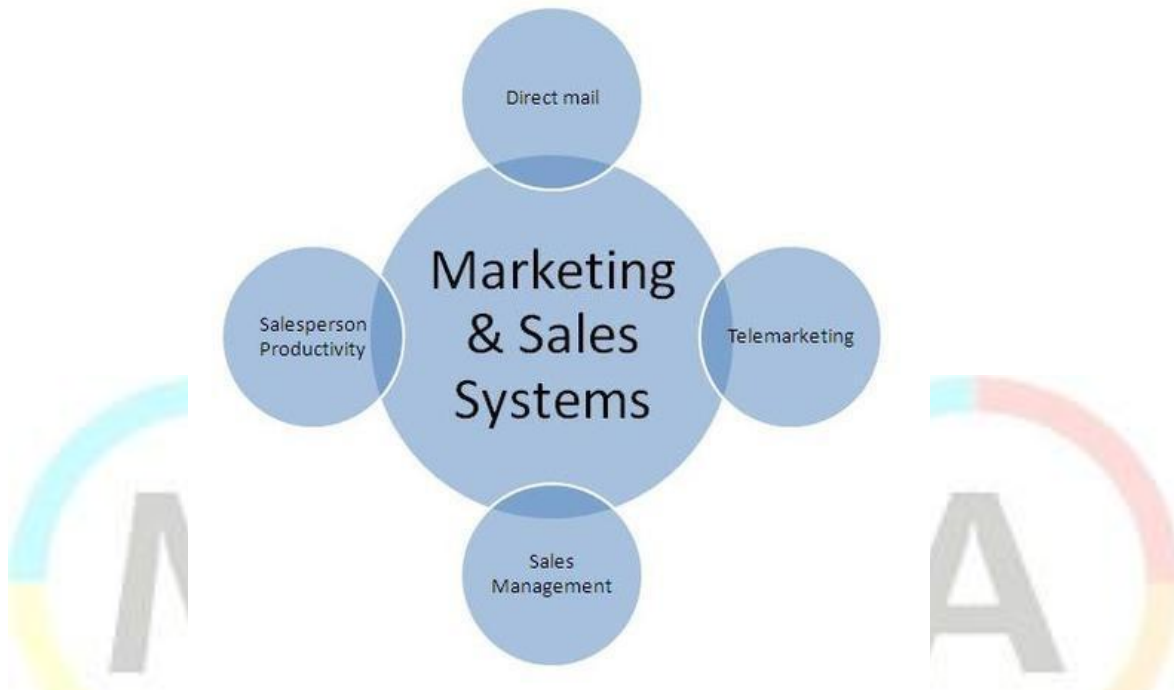 Direct mail
Marketing
& Sales
Systems
Salesperson
Productivity
Telemarketing
Sales
Management